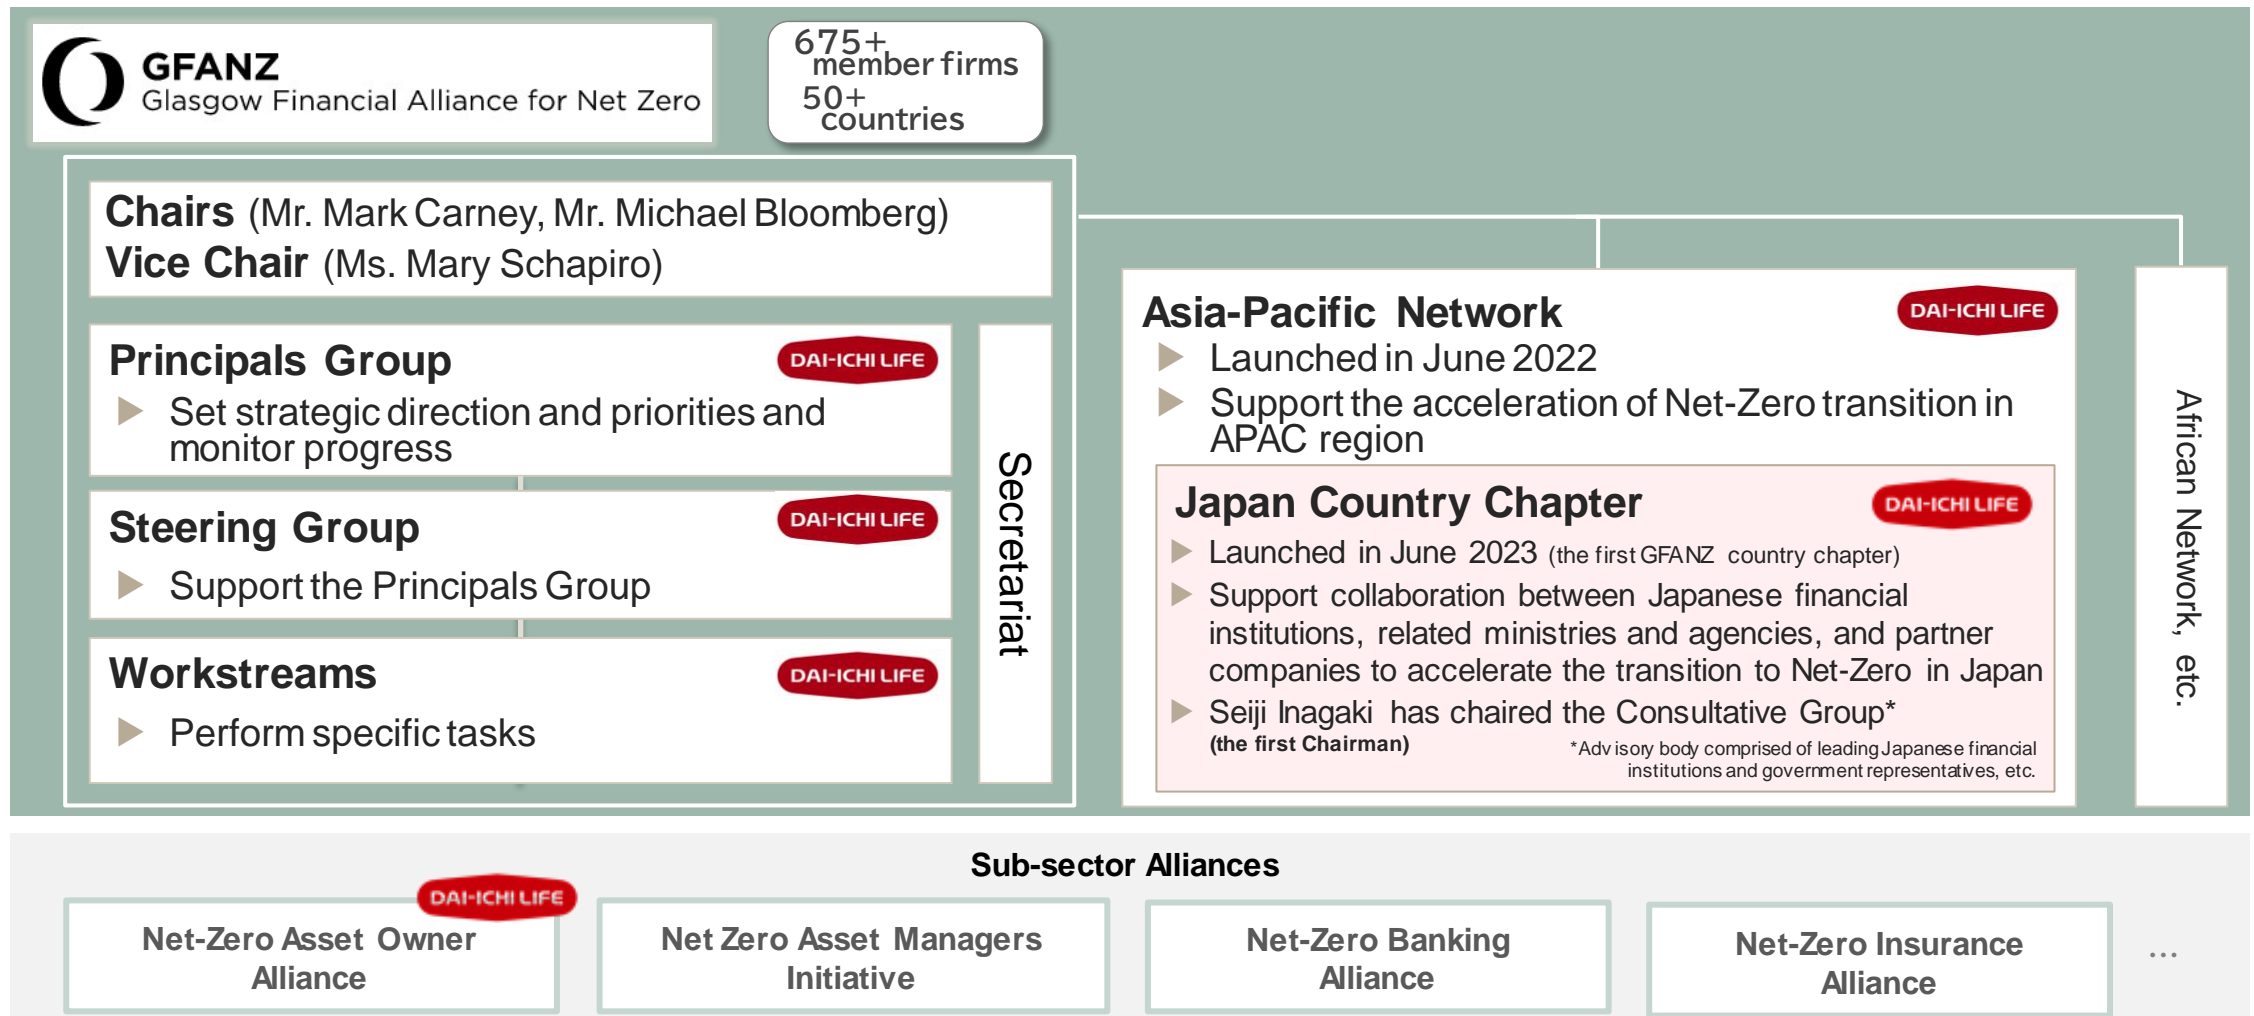 GFANZ
Glasgow Financial Alliance for Net Zero
675+
member firms
50+
countries
Chairs (Mr. Mark Carney, Mr. Michael Bloomberg)
Vice Chair (Ms. Mary Schapiro)
Principals Group
DAI-ICHI LIFE
Set strategic direction and priorities and
monitor progress
Steering Group
DAI-ICHI LIFE
Support the Principals Group
Workstreams
DAI-ICHI LIFE
Perform specific tasks
Secretariat
Asia-Pacific Network
DAI-ICHI LIFE
Launched in June 2022
Support the acceleration of Net-Zero transition in
APAC region
Japan Country Chapter
DAI-ICHI LIFE
Launched in June 2023 (the first GFANZ country chapter)
Support collaboration between Japanese financial
institutions, related ministries and agencies, and partner
companies to accelerate the transition to Net-Zero in Japan
Seiji Inagaki has chaired the Consultative Group*
(the first Chairman)
*Advisory body comprised of leading Japanese financial
institutions and government representatives, etc.
African Network, etc.
Sub-sector Alliances
DAI-ICHI LIFE
Net-Zero Asset Owner
Alliance
Net Zero Asset Managers
Initiative
Net-Zero Banking
Alliance
Net-Zero Insurance
Alliance
...